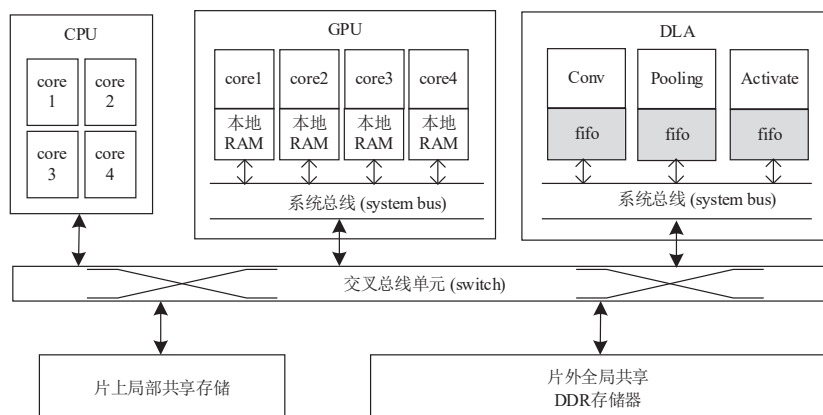 CPU
core
1
core
2
core
3
core
4
GPU
core1
core2
core3
core4
本地
RAM
本地
RAM
本地
RAM
本地
RAM
系统总线 (system bus)
DLA
Conv
Pooling
Activate
fifo
fifo
fifo
系统总线 (system bus)
交叉总线单元 (switch)
片上局部共享存储
片外全局共享
DDR存储器